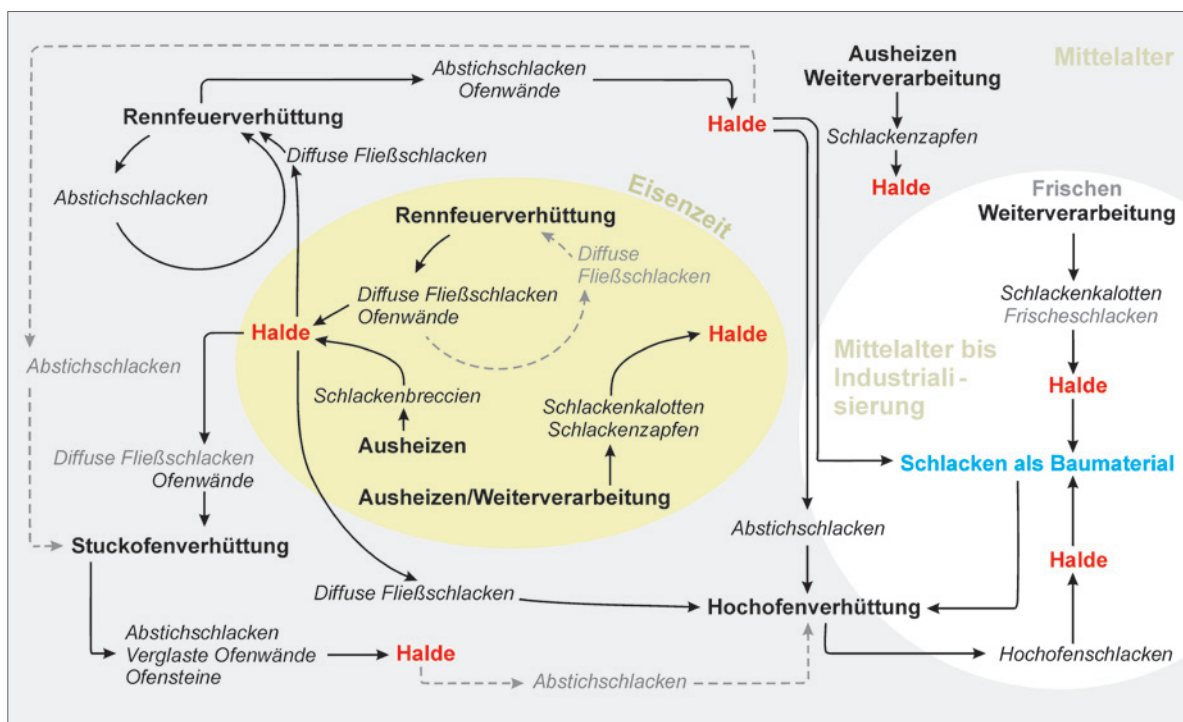 Mittelalter
Ausheizen
Weiterverarbeitung
Schlackenzapfen
Halde
Abstichschlacken
Ofenwände
Halde
Rennfeuerverhüttung
Diffuse Fließschlacken
Abstichschlacken
Eisenzeit
Rennfeuerverhüttung
Diffuse
Fließschlacken
Diffuse Fließschlacken
Ofenwände
Halde
Halde
Schlackenbreccien
Ausheizen
Schlackenkalotten
Schlackenzapfen
Ausheizen/Weiterverarbeitung
Frischen
Weiterverarbeitung
Schlackenkalotten
Frischeschlacken
Halde
Mittelalter bis
Industriali-
sierung
Schlacken als Baumaterial
Halde
Hochofenschlacken
Abstichschlacken
Diffuse Fließschlacken
Ofenwände
Stuckofenverhüttung
Abstichschlacken
Hochofenverhüttung
Diffuse Fließschlacken
Abstichschlacken
Verglaste Ofenwände
Ofensteine
Halde
Abstichschlacken